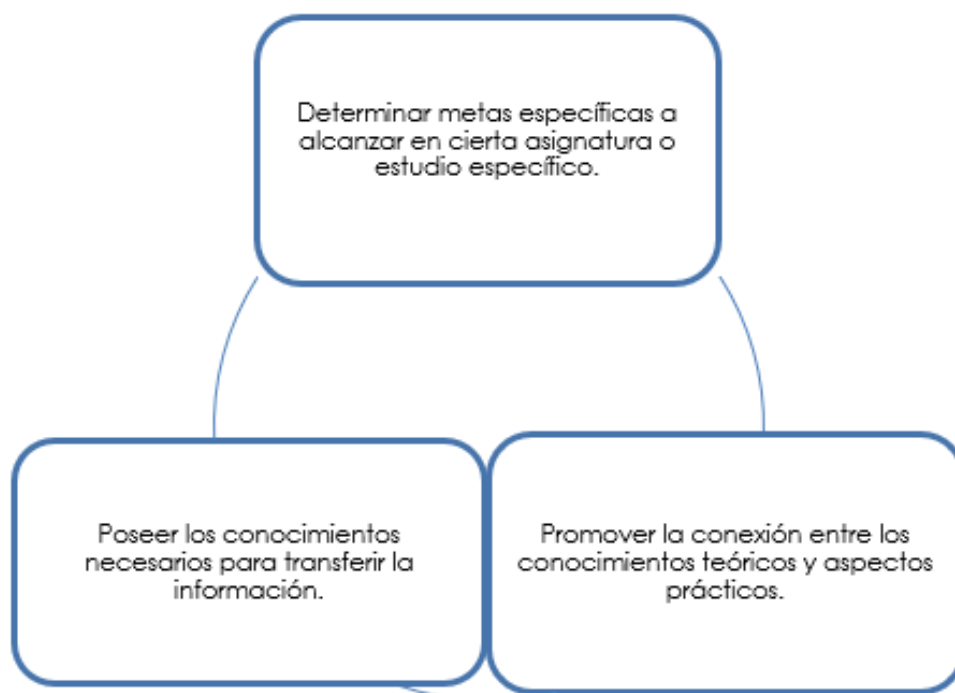 Determinar metas específicas a
alcanzar en cierta asignatura o
estudio específico.
Poseer los conocimientos
necesarios para transferir la
información.
Promover la conexión entre los
conocimientos teóricos y aspectos
prácticos.